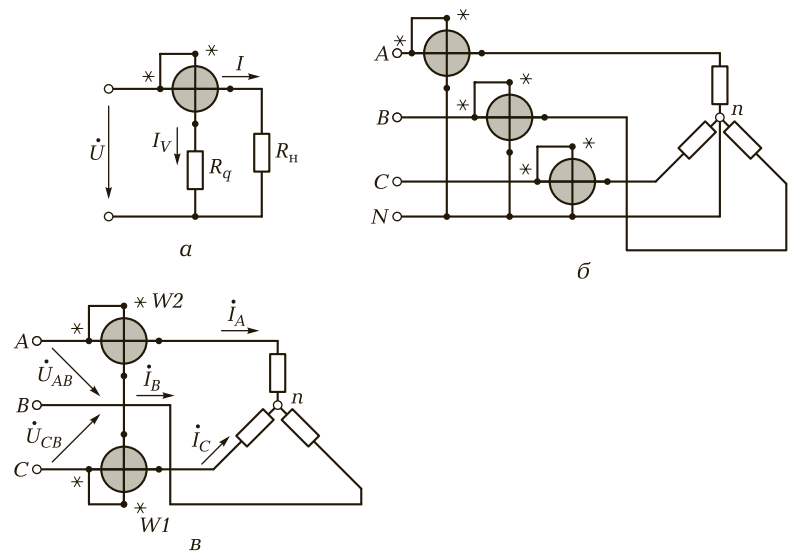 * *
I
U̇
I_V
R_q
R_н
а
A * *
B * *
C * *
N
n
б
* W2
A *
İ_A
U̇_AB
İ_B
B
n
U̇_CB
İ_C
C *
* W1
в